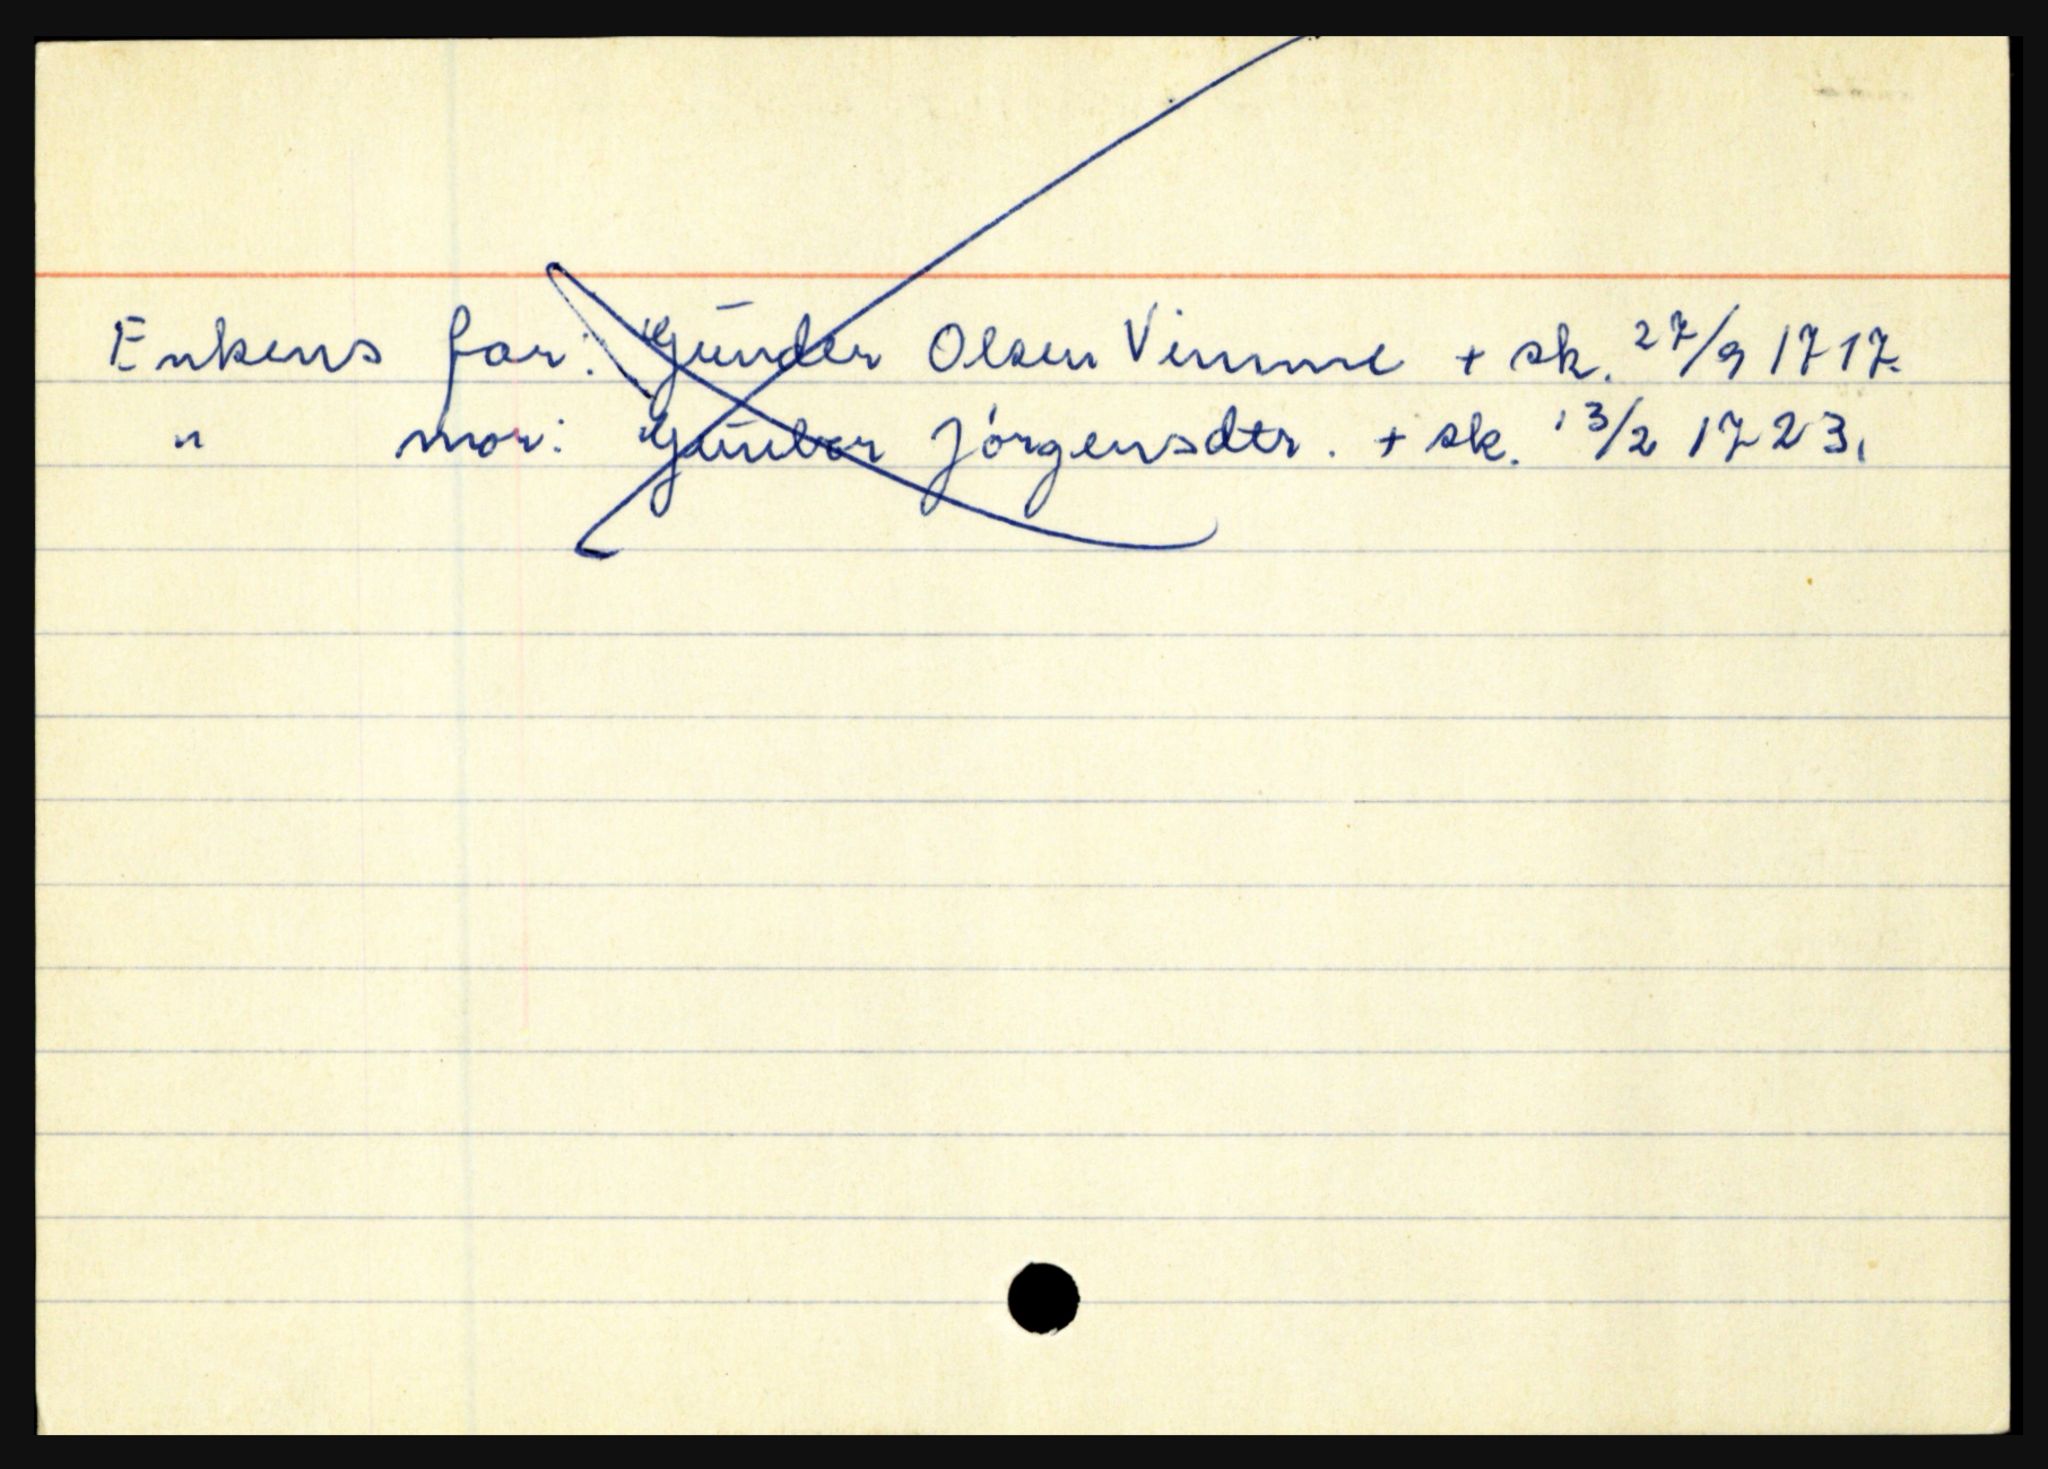 Enkens far: Gunder Olsen Vimme + sk. 27/9 1717.
" mor: Gunbor Jörgensdtr. + sk. 13/2 1723.